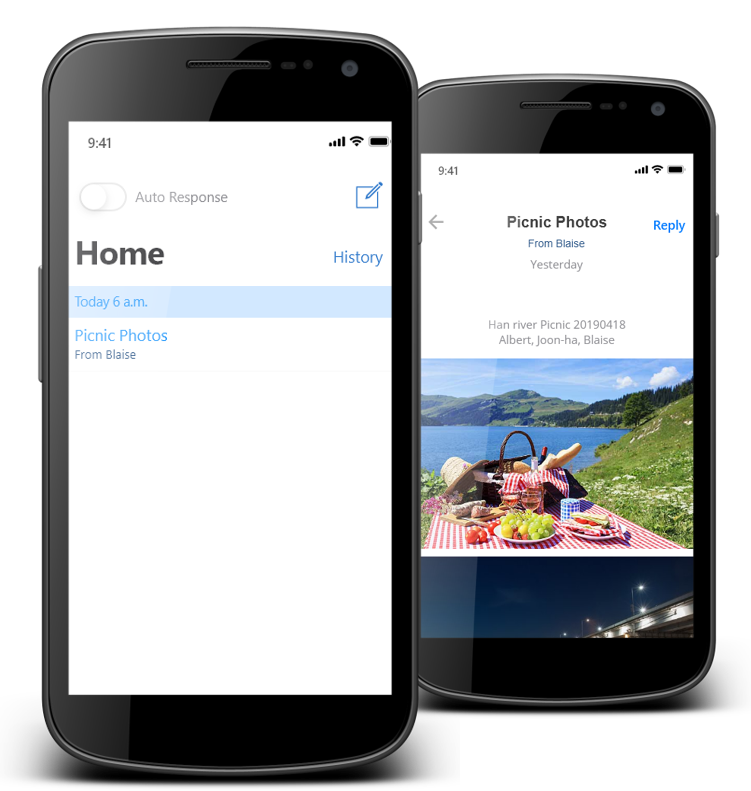 9:41
Auto Response
Home
History
Today 6 a.m.
Picnic Photos
From Blaise
9:41
Picnic Photos
Reply
From Blaise
Yesterday
Han river Picnic 20190418
Albert, Joon-ha, Blaise